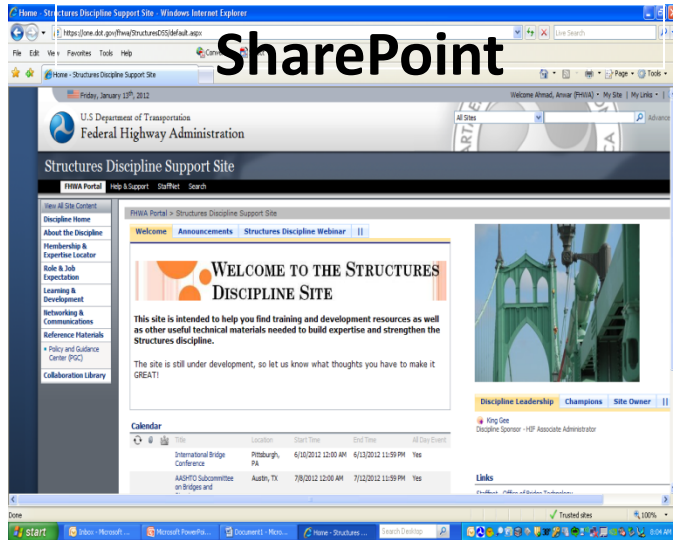 Home - Structures Discipline Support Site - Windows Internet Explorer
https://one.dot.gov/fhwa/StructuresDSS/default.aspx
Live Search
SharePoint
File Edit View Favorites Tools Help
Home - Structures Discipline Support Site
Page Tools
Friday, January 13th, 2012
Welcome Ahmad, Anwar (FHWA) My Site | My Links |
U.S Department of Transportation
Federal Highway Administration
All Sites
Advance
Structures Discipline Support Site
FHWA Portal Help & Support StaffNet Search
View All Site Content
Discipline Home
About the Discipline
Membership &
Expertise Locator
Role & Job
Expectation
Learning &
Development
Networking &
Communications
Reference Materials
Policy and Guidance
Center (PGC)
Collaboration Library
FHWA Portal > Structures Discipline Support Site
Welcome Announcements Structures Discipline Webinar ||
WELCOME TO THE STRUCTURES
DISCIPLINE SITE
This site is intended to help you find training and development resources as well
as other useful technical materials needed to build expertise and strengthen the
Structures discipline.
The site is still under development, so let us know what thoughts you have to make it
GREAT!
Calendar
Title Location Start Time End Time All Day Event
International Bridge Pittsburgh, 6/10/2012 12:00 AM 6/13/2012 11:59 PM Yes
Conference PA
AASHTO Subcommittee Austin, TX 7/8/2012 12:00 AM 7/12/2012 11:59 PM Yes
on Bridges and
Discipline Leadership Champions Site Owner ||
King Gee
Discipline Sponsor - HIF Associate Administrator
Links
StaffNet - Office of Bridge Technology
Done
Trusted sites
100%
start
Inbox - Microsoft ...
Microsoft PowerPoi...
Document1 - Micro...
Home - Structures ...
Search Desktop
8:04 AM